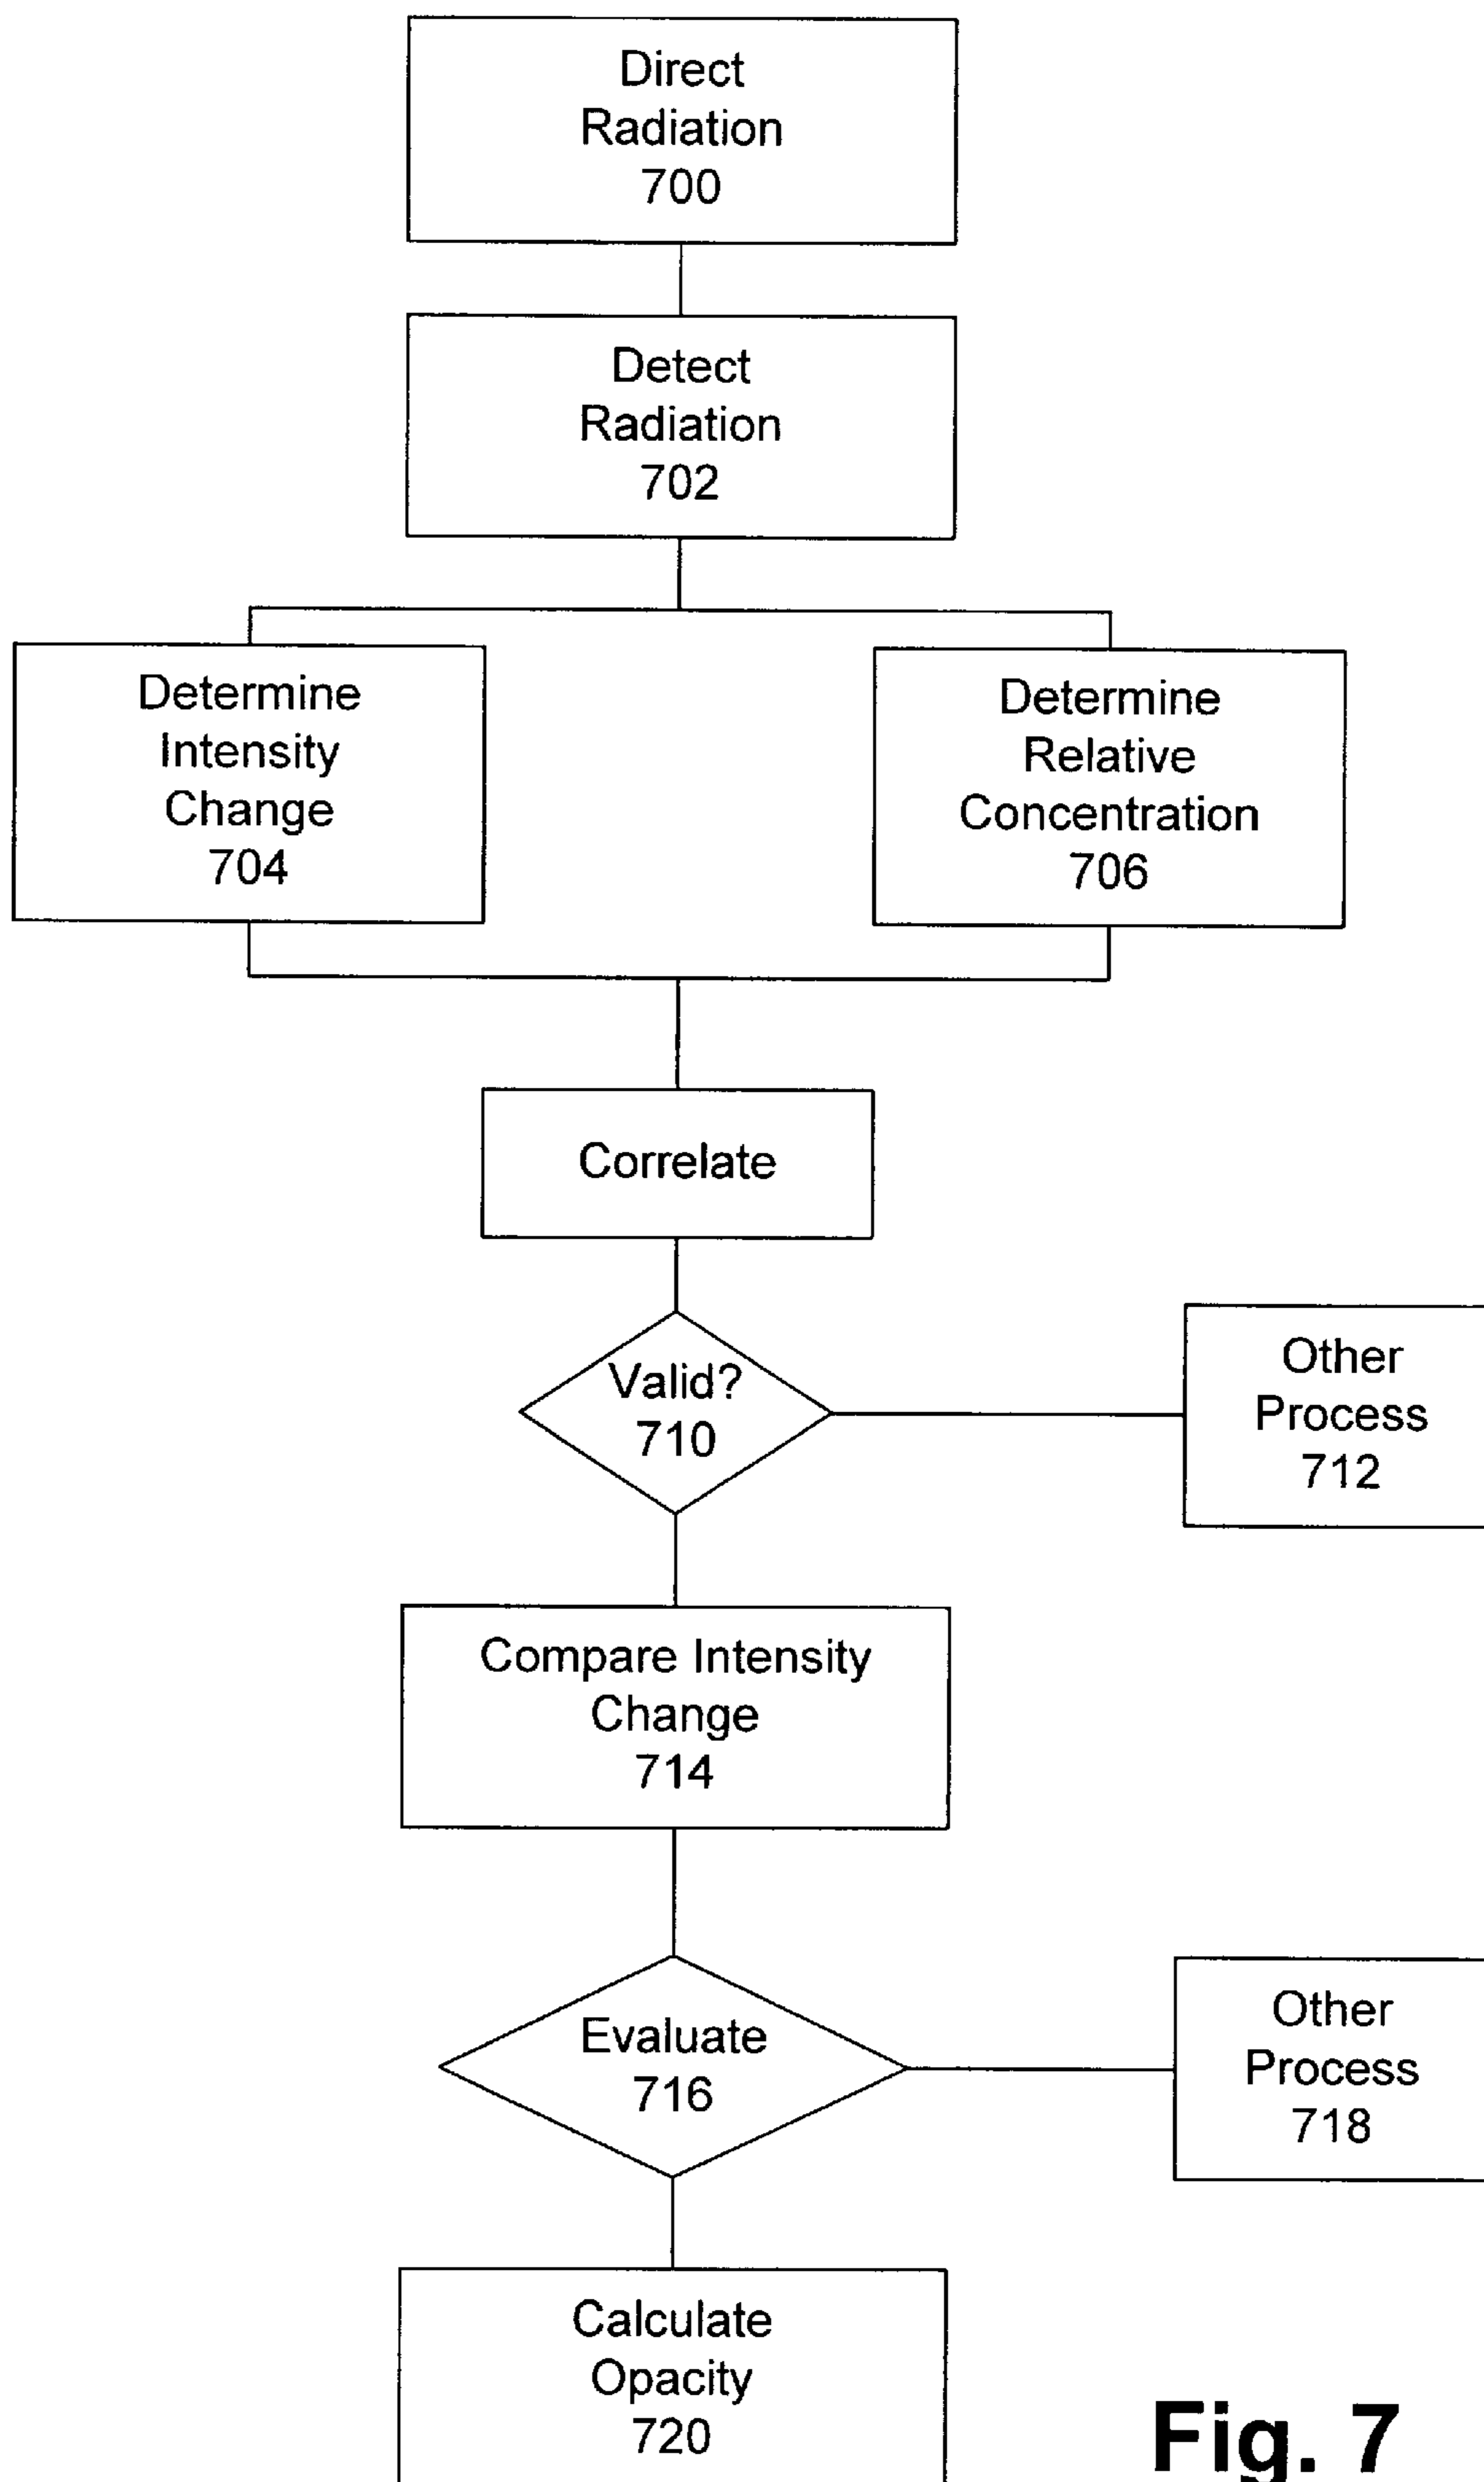 Direct
Radiation
700
Detect
Radiation
702
Determine
Intensity
Change
704
Determine
Relative
Concentration
706
Correlate
Valid?
710
Other
Process
712
Compare Intensity
Change
714
Evaluate
716
Other
Process
718
Calculate
Opacity
720
Fig. 7